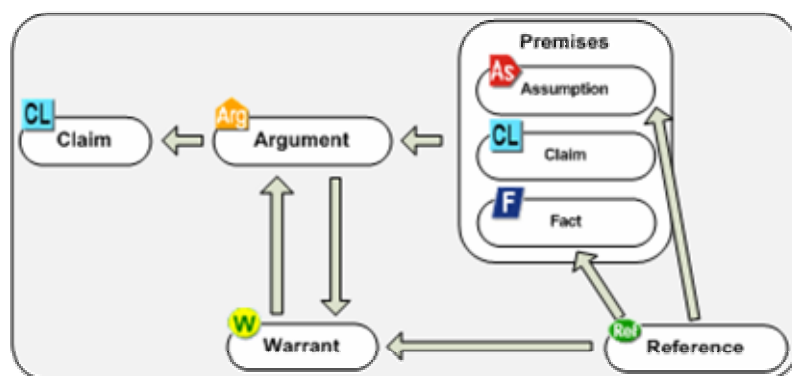 Premises
As
Assumption
CL
Claim
Arg
Argument
CL
Claim
F
Fact
W
Warrant
Ref
Reference